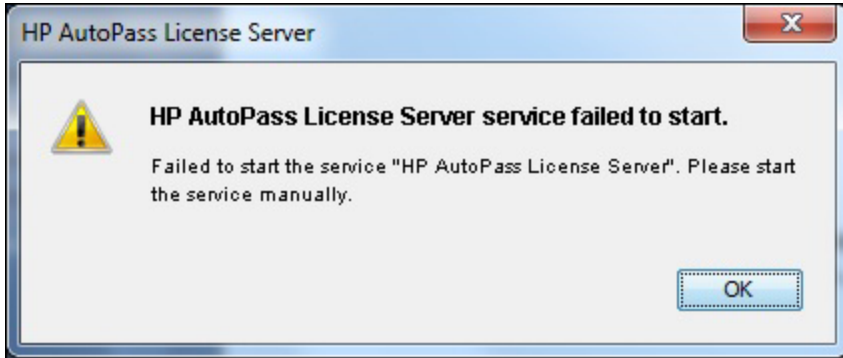 HP AutoPass License Server
HP AutoPass License Server service failed to start.
Failed to start the service "HP AutoPass License Server". Please start
the service manually.
OK